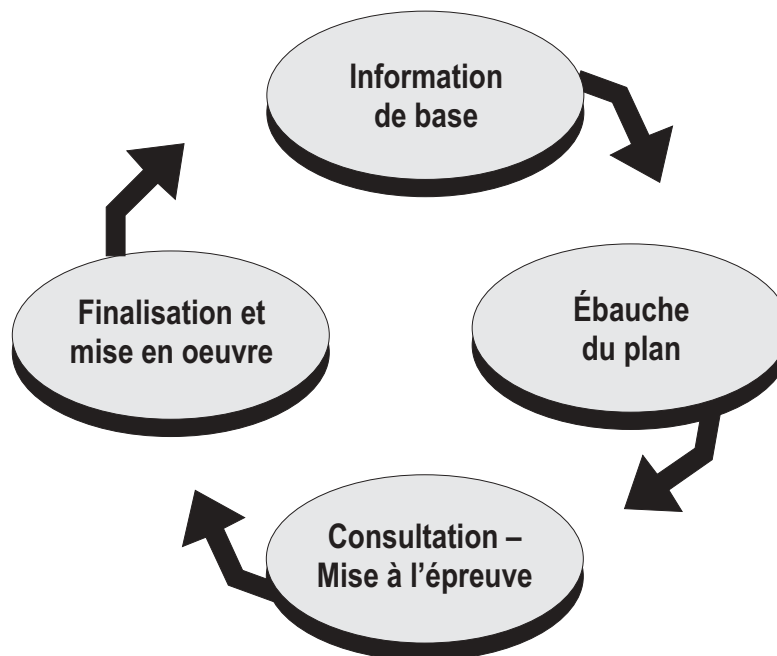 Information
de base
Ébauche
du plan
Consultation –
Mise à l'épreuve
Finalisation et
mise en oeuvre